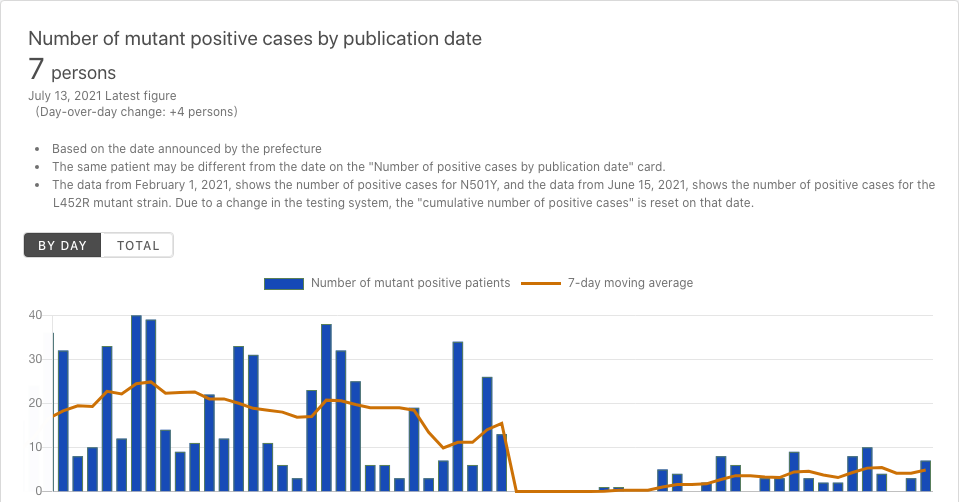 Number of mutant positive cases by publication date
7 persons
July 13, 2021 Latest figure
(Day-over-day change: +4 persons)
• Based on the date announced by the prefecture
• The same patient may be different from the date on the "Number of positive cases by publication date" card.
• The data from February 1, 2021, shows the number of positive cases for N501Y, and the data from June 15, 2021, shows the number of positive cases for the
L452R mutant strain. Due to a change in the testing system, the "cumulative number of positive cases" is reset on that date.
BY DAY TOTAL
Number of mutant positive patients 7-day moving average
40
30
20
10
0